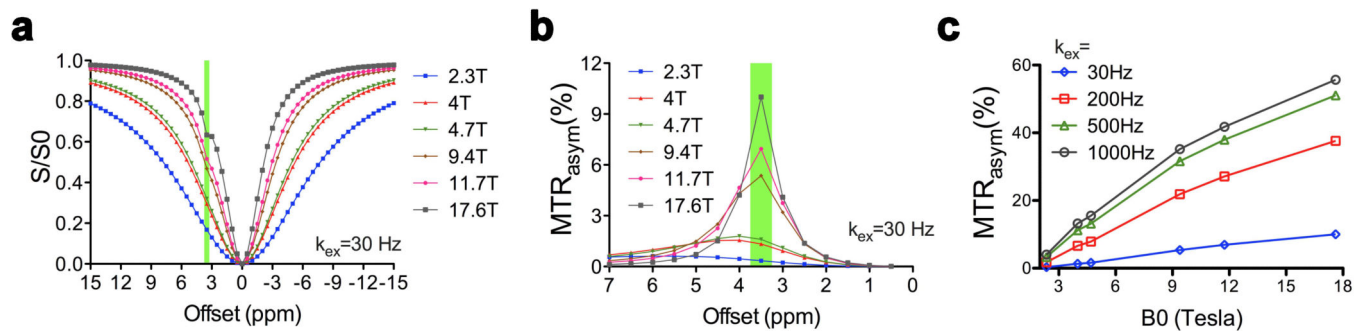 a
S/S0
1.0
0.8
0.6
0.4
0.2
0.0
15 12 9 6 3 0 -3 -6 -9 -12 -15
Offset (ppm)
kex=30 Hz
2.3T
4T
4.7T
9.4T
11.7T
17.6T
b
MTRasym(%)
12
9
6
3
0
7 6 5 4 3 2 1 0
Offset (ppm)
2.3T
4T
4.7T
9.4T
11.7T
17.6T
kex=30 Hz
c
MTRasym(%)
60
40
20
0
3 6 9 12 15 18
B0 (Tesla)
kex=
30Hz
200Hz
500Hz
1000Hz